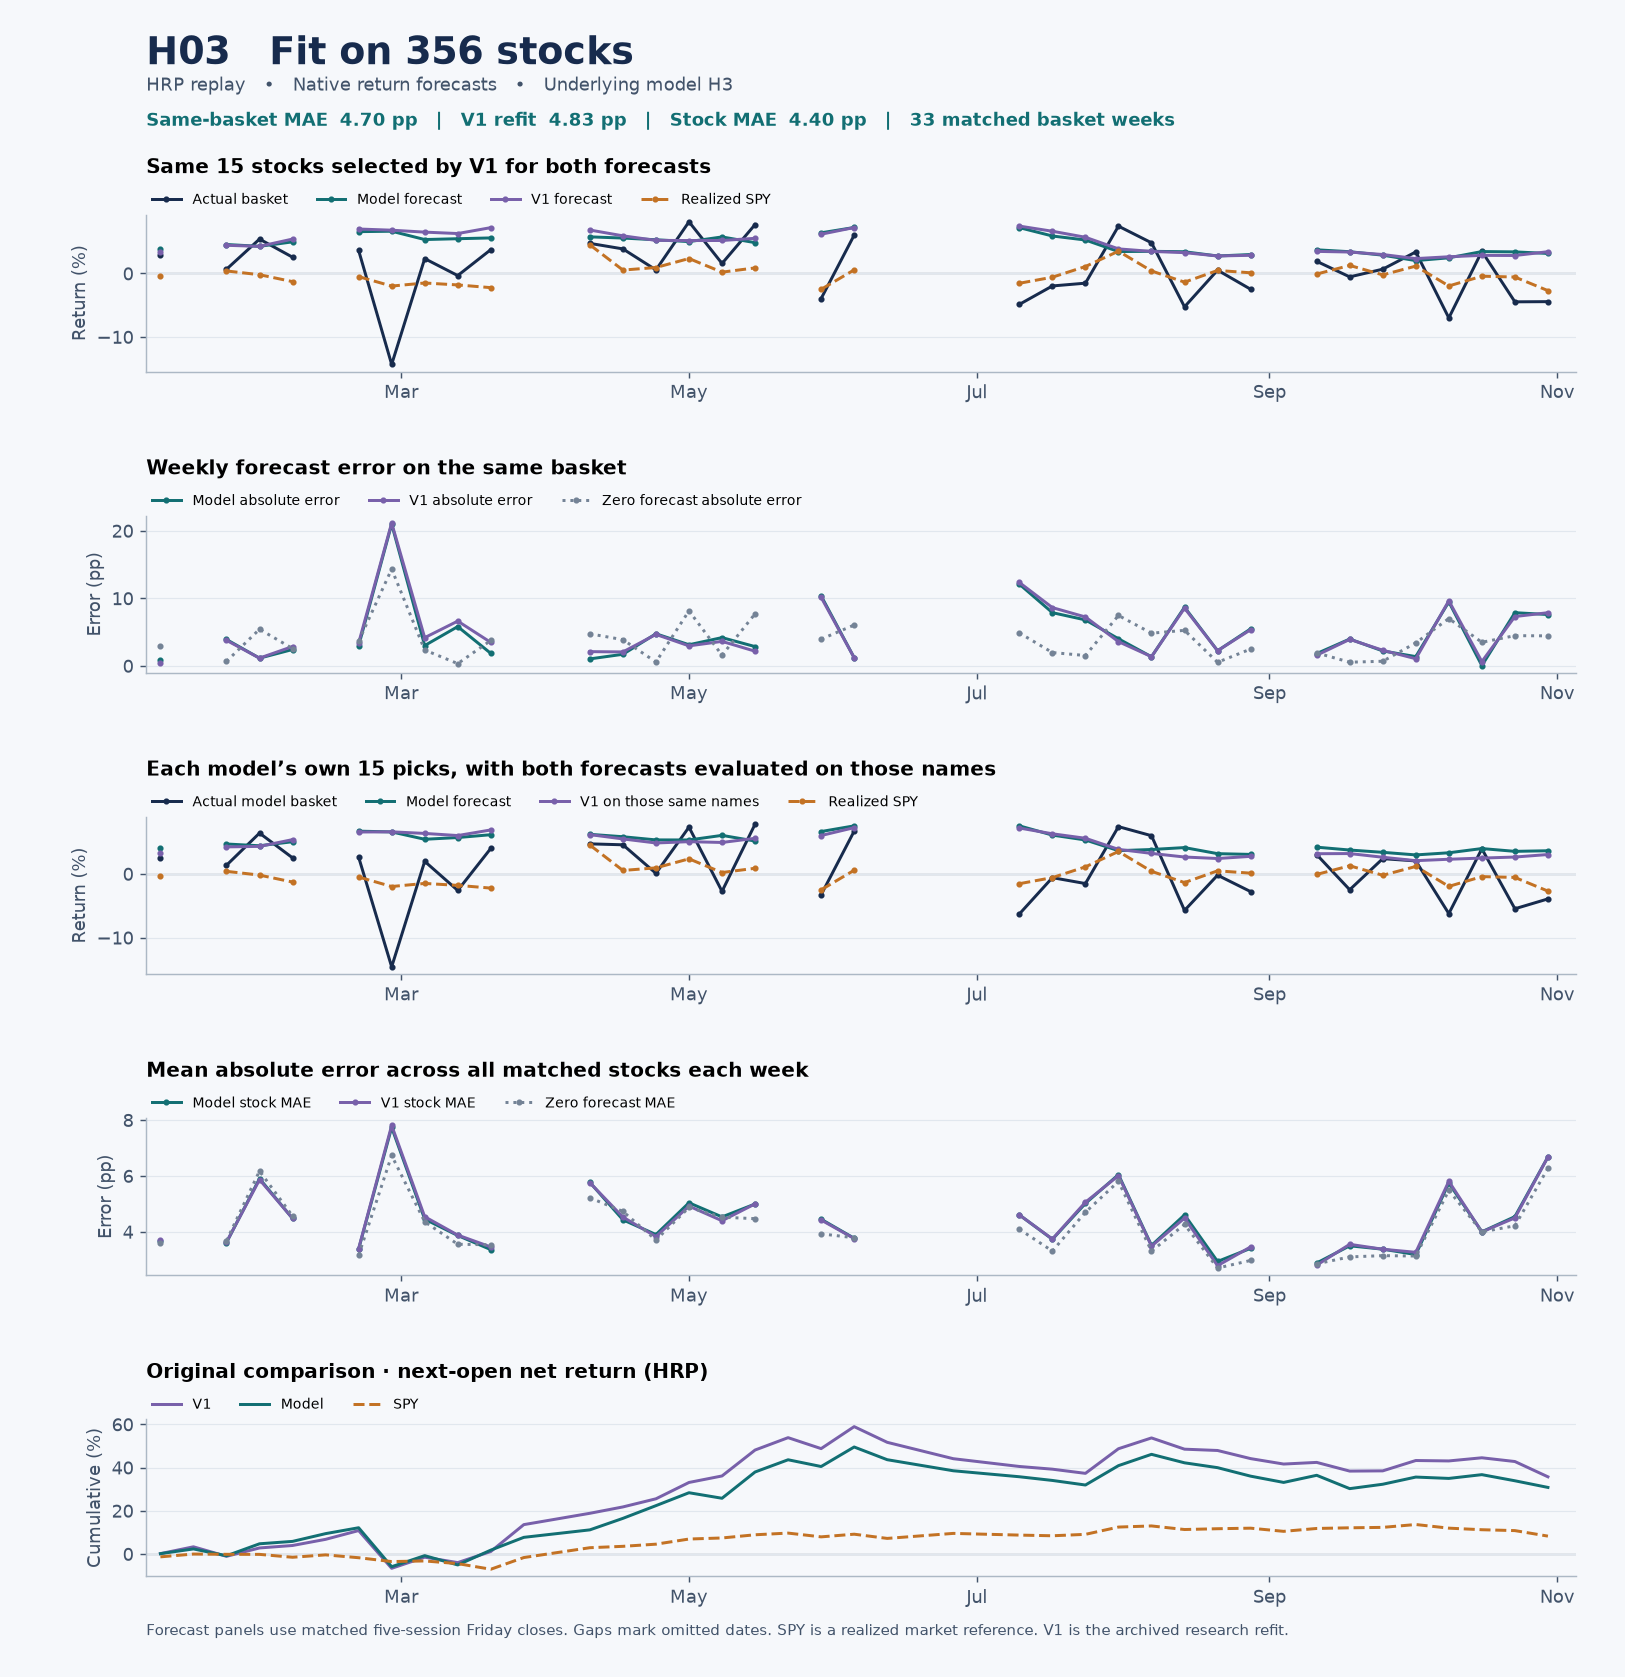 H03   Fit on 356 stocks
HRP replay   •   Native return forecasts   •   Underlying model H3
Same-basket MAE  4.70 pp   |   V1 refit  4.83 pp   |   Stock MAE  4.40 pp   |   33 matched basket weeks
Same 15 stocks selected by V1 for both forecasts
Actual basket   Model forecast   V1 forecast   Realized SPY
Return (%)
0
−10
Mar   May   Jul   Sep   Nov
Weekly forecast error on the same basket
Model absolute error   V1 absolute error   Zero forecast absolute error
Error (pp)
20
10
0
Mar   May   Jul   Sep   Nov
Each model’s own 15 picks, with both forecasts evaluated on those names
Actual model basket   Model forecast   V1 on those same names   Realized SPY
Return (%)
0
−10
Mar   May   Jul   Sep   Nov
Mean absolute error across all matched stocks each week
Model stock MAE   V1 stock MAE   Zero forecast MAE
Error (pp)
8
6
4
Mar   May   Jul   Sep   Nov
Original comparison · next-open net return (HRP)
V1   Model   SPY
Cumulative (%)
60
40
20
0
Mar   May   Jul   Sep   Nov
Forecast panels use matched five-session Friday closes. Gaps mark omitted dates. SPY is a realized market reference. V1 is the archived research refit.